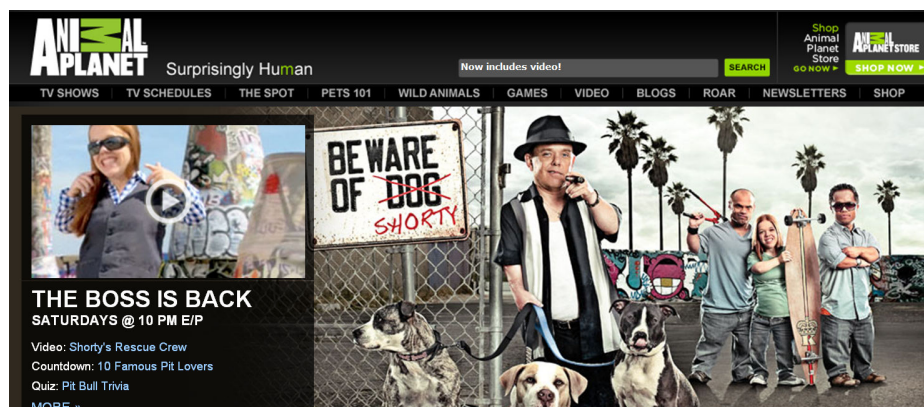 ANIMAL
PLANET
Surprisingly Human
Now includes video!
SEARCH
Shop
Animal
Planet
Store
GO NOW
ANIMAL
PLANET STORE
SHOP NOW
TV SHOWS
TV SCHEDULES
THE SPOT
PETS 101
WILD ANIMALS
GAMES
VIDEO
BLOGS
ROAR
NEWSLETTERS
SHOP
BEWARE
OF DOG
SHORTY
THE BOSS IS BACK
SATURDAYS @ 10 PM E/P
Video: Shorty's Rescue Crew
Countdown: 10 Famous Pit Lovers
Quiz: Pit Bull Trivia
MORE »